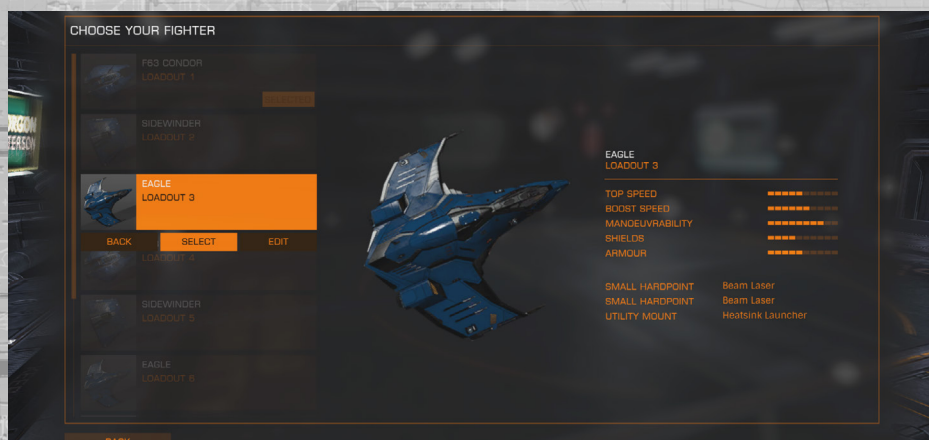 CHOOSE YOUR FIGHTER
F63 CONDOR
LOADOUT 1
SELECTED
SIDEWINDER
LOADOUT 2
EAGLE
LOADOUT 3
BACK SELECT EDIT
LOADOUT 4
SIDEWINDER
LOADOUT 5
EAGLE
LOADOUT 6
EAGLE
LOADOUT 3
TOP SPEED
BOOST SPEED
MANOEUVRABILITY
SHIELDS
ARMOUR
SMALL HARDPOINT Beam Laser
SMALL HARDPOINT Beam Laser
UTILITY MOUNT Heatsink Launcher
BACK